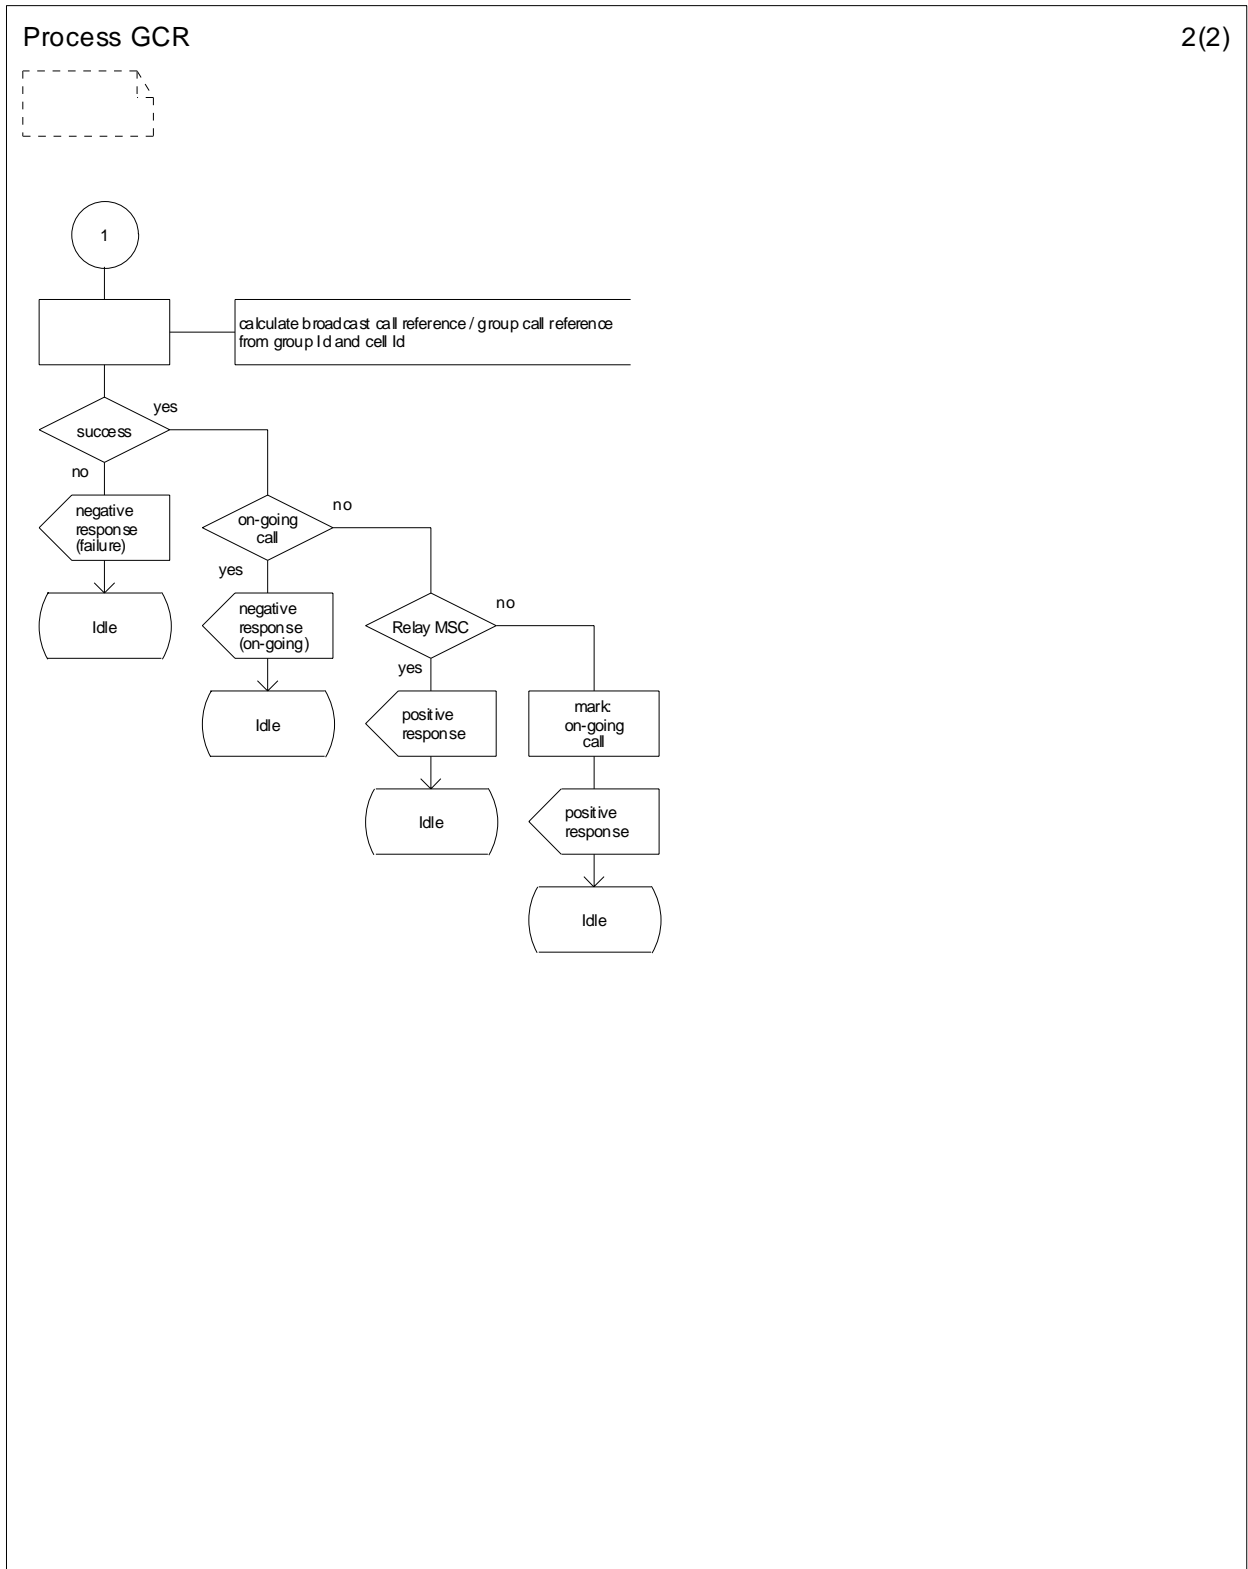 Process GCR
2(2)
1
calculate broadcast call reference / group call reference
from group Id and cell Id
yes
success
no
negative
response
(failure)
Idle
no
on-going
call
yes
negative
response
(on-going)
Idle
no
Relay MSC
yes
positive
response
Idle
mark:
on-going
call
positive
response
Idle